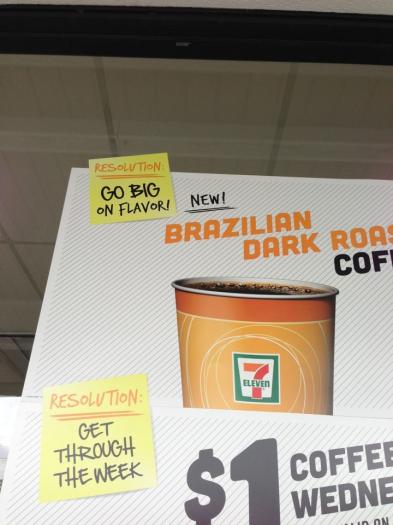 RESOLUTION:
GO BIG
ON FLAVOR!
NEW!
BRAZILIAN
DARK ROAS
COF
7
ELEVEN
RESOLUTION:
GET
THROUGH
THE WEEK
$1
COFFEE
WEDNE